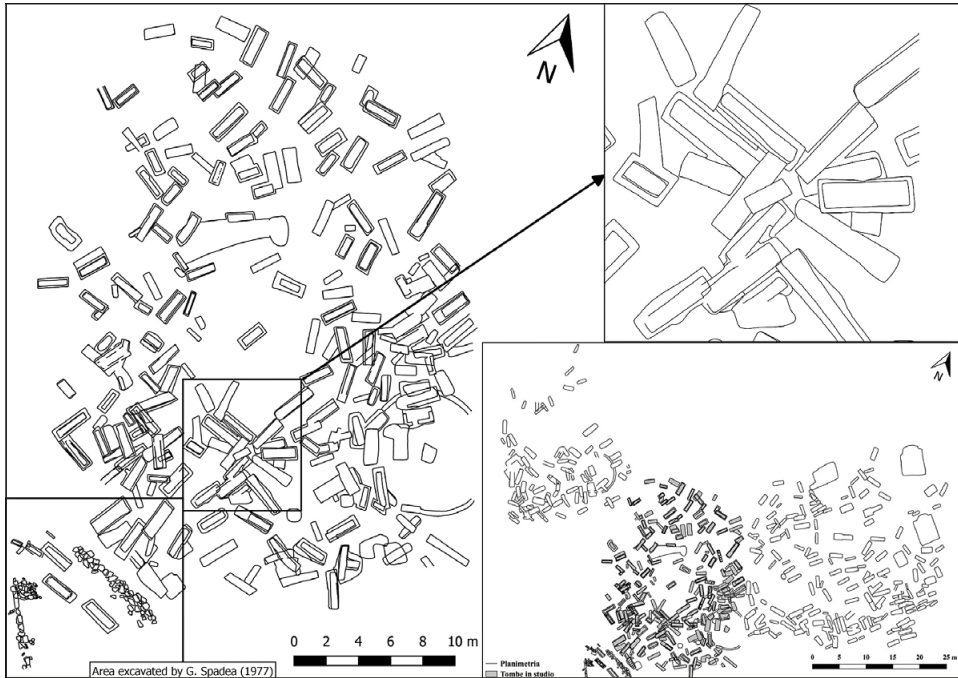 N
N
0 2 4 6 8 10 m
Area excavated by G. Spadea (1977)
Planimetria
Tombe in studio
0 5 10 15 20 25 m